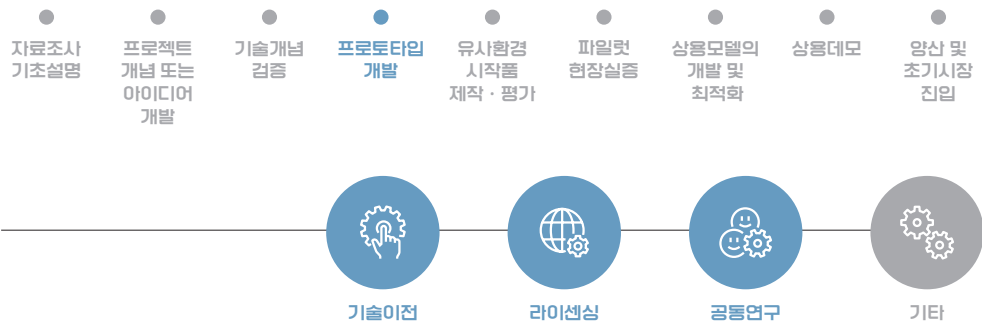 자료조사
기초설명
프로젝트
개념 또는
아이디어
개발
기술개념
검증
프로토타입
개발
유사환경
시작품
제작 · 평가
파일럿
현장실증
상용모델의
개발 및
최적화
상용데모
양산 및
초기시장
진입
기술이전
라이센싱
공동연구
기타